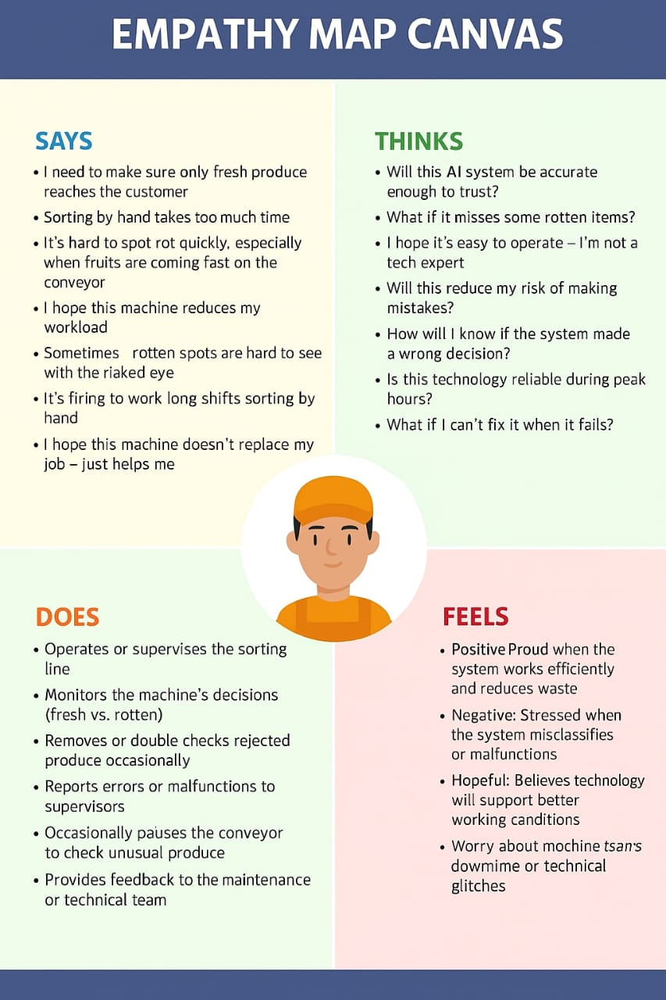 EMPATHY MAP CANVAS
SAYS
• I need to make sure only fresh produce
reaches the customer
• Sorting by hand takes too much time
• It's hard to spot rot quickly, especially
when fruits are coming fast on the
conveyor
• I hope this machine reduces my
workload
• Sometimes rotten spots are hard to see
with the riaked eye
• It's firing to work long shifts sorting by
hand
• I hope this machine doesn't replace my
job – just helps me
THINKS
• Will this AI system be accurate
enough to trust?
• What if it misses some rotten items?
• I hope it's easy to operate – I'm not a
tech expert
• Will this reduce my risk of making
mistakes?
• How will I know if the system made
a wrong decision?
• Is this technology reliable during peak
hours?
• What if I can't fix it when it fails?
DOES
• Operates or supervises the sorting
line
• Monitors the machine's decisions
(fresh vs. rotten)
• Removes or double checks rejected
produce occasionally
• Reports errors or malfunctions to
supervisors
• Occasionally pauses the conveyor
to check unusual produce
• Provides feedback to the maintenance
or technical team
FEELS
• Positive Proud when the
system works efficiently
and reduces waste
• Negative: Stressed when
the system misclassifies
or malfunctions
• Hopeful: Believes technology
will support better
working canditions
• Worry about mochine
dowmime or technical
glitches